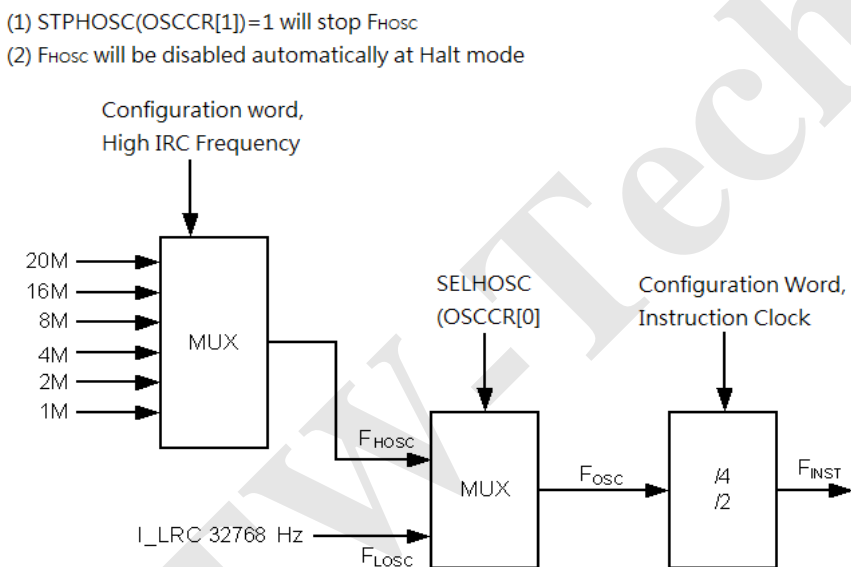 (1) STPHOSC(OSCCR[1])=1 will stop FHOSC
(2) FHOSC will be disabled automatically at Halt mode
Configuration word,
High IRC Frequency
20M
16M
8M
4M
2M
1M
MUX
SELHOSC
(OSCCR[0]
Configuration Word,
Instruction Clock
FHOSC
MUX
FOSC
/4
/2
FINST
I_LRC 32768 Hz
FLOSC
W-Tech